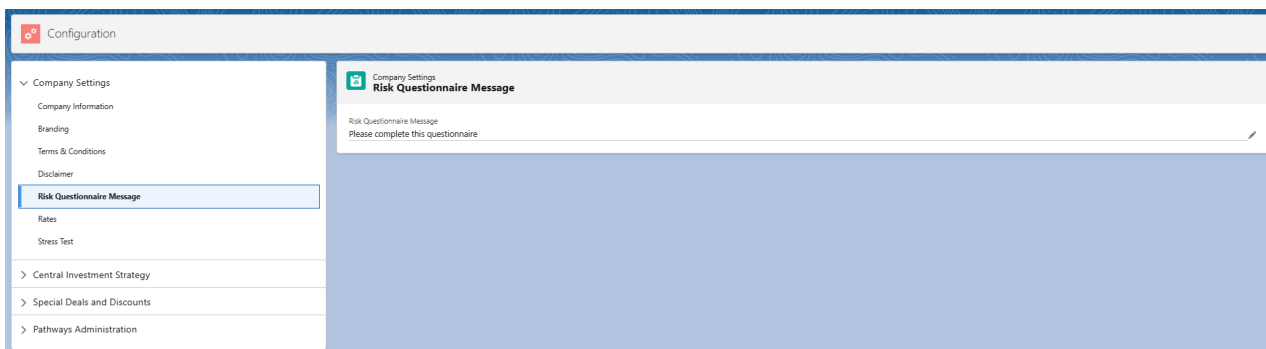 Configuration
Company Settings
Company Information
Branding
Terms & Conditions
Disclaimer
Risk Questionnaire Message
Rates
Stress Test
Central Investment Strategy
Special Deals and Discounts
Pathways Administration
Company Settings
Risk Questionnaire Message
Risk Questionnaire Message
Please complete this questionnaire